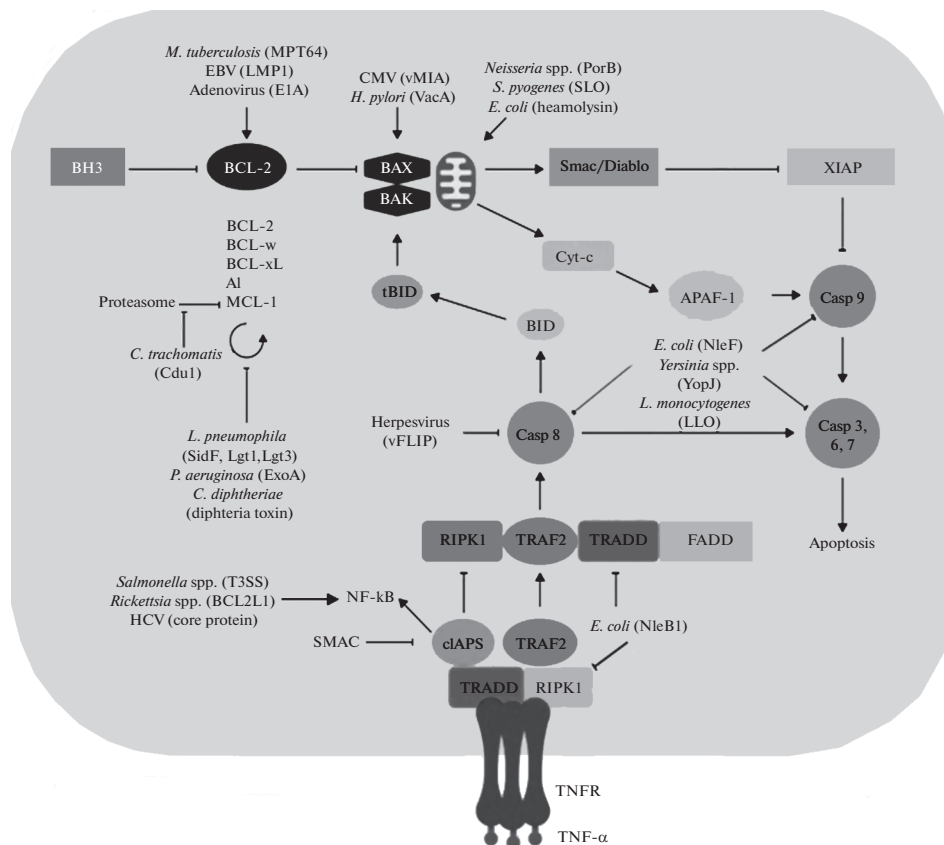 M. tuberculosis (MPT64)
EBV (LMP1)
Adenovirus (E1A)
CMV (vMIA)
H. pylori (VacA)
Neisseria spp. (PorB)
S. pyogenes (SLO)
E. coli (heamolysin)
BH3
BCL-2
BAX
BAK
Smac/Diablo
XIAP
BCL-2
BCL-w
BCL-xL
Al
MCL-1
Proteasome
C. trachomatis
(Cdu1)
tBID
BID
Cyt-c
APAF-1
Casp 9
E. coli (NleF)
Yersinia spp.
(YopJ)
L. monocytogenes
(LLO)
Herpesvirus
(vFLIP)
Casp 8
Casp 3,
6, 7
L. pneumophila
(SidF, Lgt1,Lgt3)
P. aeruginosa (ExoA)
C. diphtheriae
(diphteria toxin)
RIPK1
TRAF2
TRADD
FADD
Apoptosis
Salmonella spp. (T3SS)
Rickettsia spp. (BCL2L1)
HCV (core protein)
NF-kB
SMAC
clAPS
TRAF2
E. coli (NleB1)
TRADD
RIPK1
TNFR
TNF-α